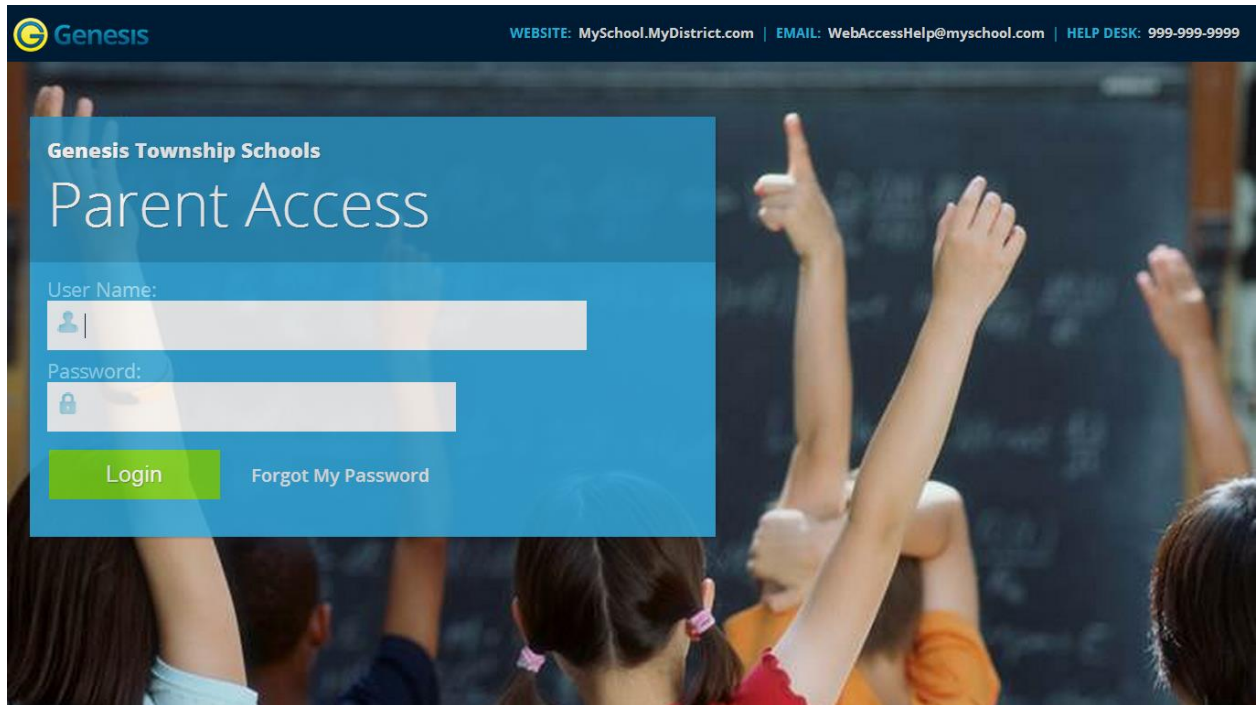 Genesis
WEBSITE: MySchool.MyDistrict.com | EMAIL: WebAccessHelp@myschool.com | HELP DESK: 999-999-9999
Genesis Township Schools
Parent Access
User Name:
Password:
Login Forgot My Password